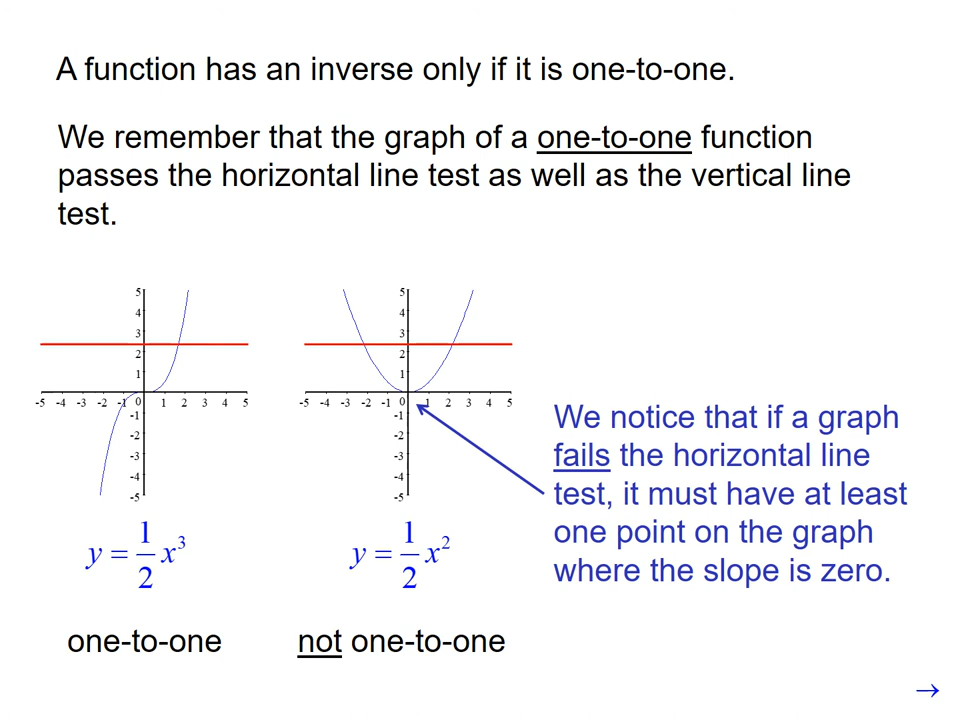 A function has an inverse only if it is one-to-one.
We remember that the graph of a one-to-one function
passes the horizontal line test as well as the vertical line
test.
5
4
3
2
1
-5 -4 -3 -2 -1 0 1 2 3 4 5
-1
-2
-3
-4
-5
5
4
3
2
1
-5 -4 -3 -2 -1 0 1 2 3 4 5
-1
-2
-3
-4
-5
y = 1/2 x³
one-to-one
y = 1/2 x²
not one-to-one
We notice that if a graph
fails the horizontal line
test, it must have at least
one point on the graph
where the slope is zero.
→